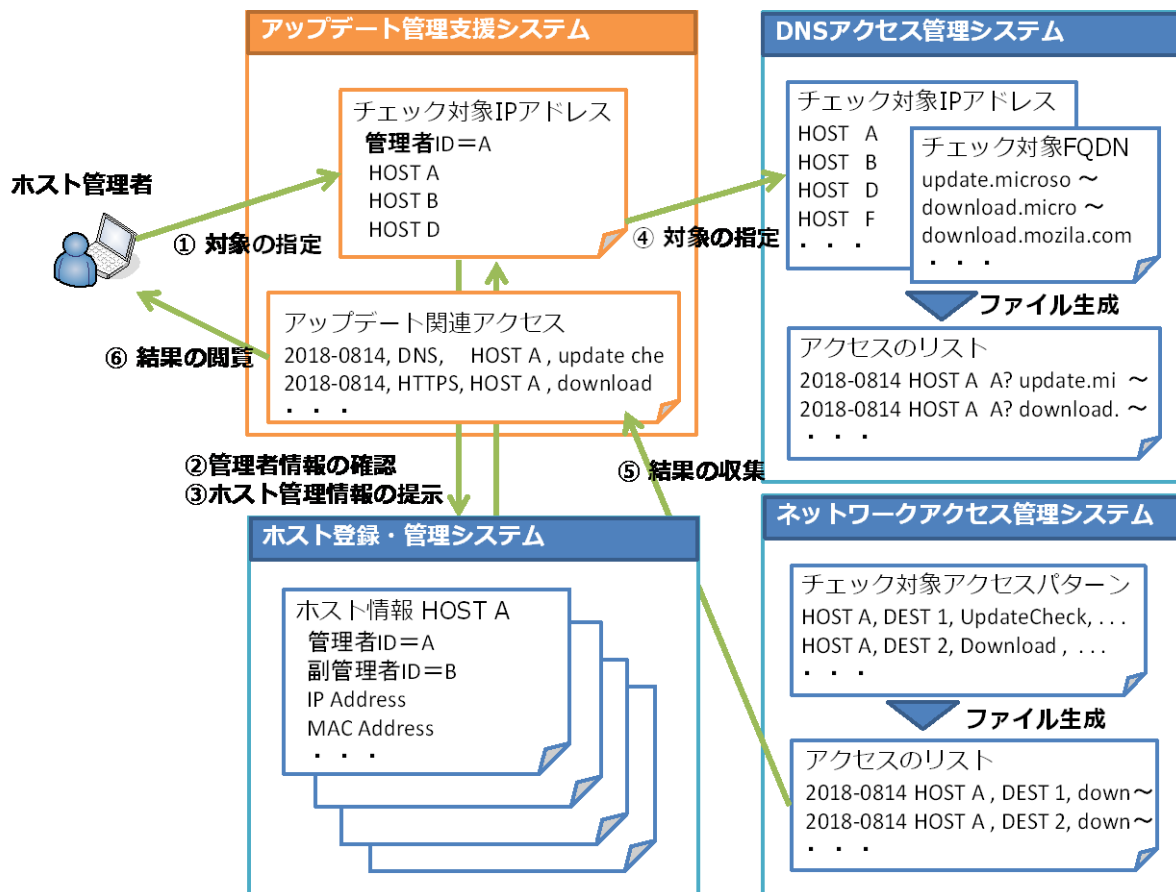 アップデート管理支援システム
チェック対象IPアドレス
管理者ID=A
HOST A
HOST B
HOST D
ホスト管理者
① 対象の指定
アップデート関連アクセス
2018-0814, DNS, HOST A , update che
2018-0814, HTTPS, HOST A , download
・ ・ ・
⑥ 結果の閲覧
②管理者情報の確認
③ホスト管理情報の提示
④ 対象の指定
⑤ 結果の収集
DNSアクセス管理システム
チェック対象IPアドレス
HOST A
HOST B
HOST D
HOST F
・ ・ ・
チェック対象FQDN
update.microso ～
download.micro ～
download.mozila.com
・ ・ ・
ファイル生成
アクセスのリスト
2018-0814 HOST A A? update.mi ～
2018-0814 HOST A A? download. ～
・ ・ ・
ホスト登録・管理システム
ホスト情報 HOST A
管理者ID=A
副管理者ID=B
IP Address
MAC Address
・ ・ ・
ネットワークアクセス管理システム
チェック対象アクセスパターン
HOST A, DEST 1, UpdateCheck, . . .
HOST A, DEST 2, Download , . . .
・ ・ ・
ファイル生成
アクセスのリスト
2018-0814 HOST A , DEST 1, down～
2018-0814 HOST A , DEST 2, down～
・ ・ ・